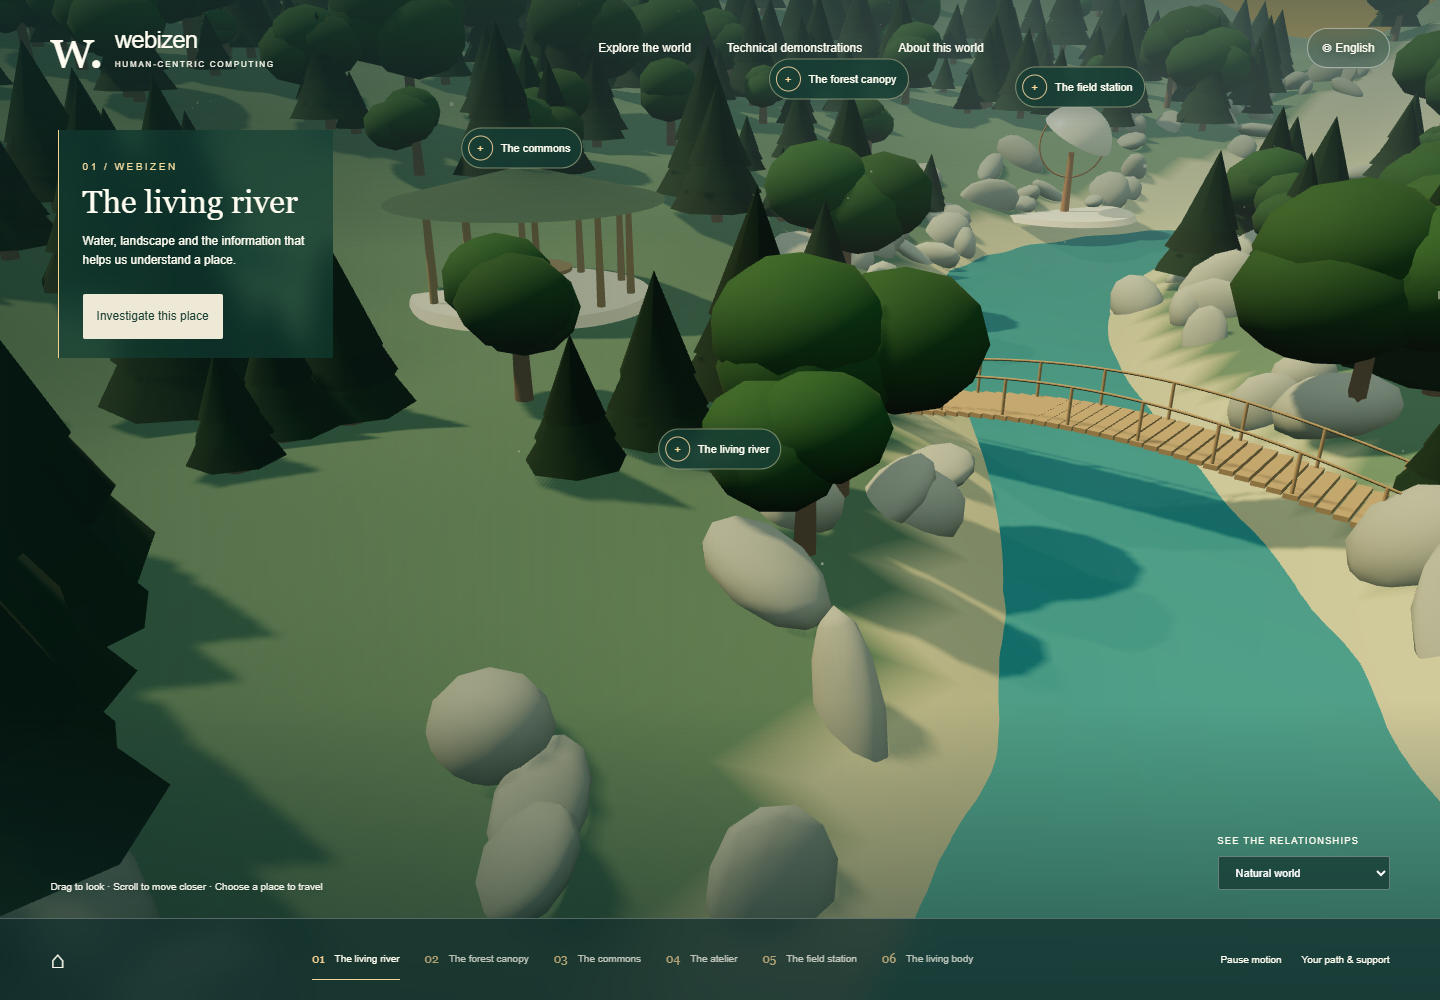 w.
webizen
HUMAN-CENTRIC COMPUTING
Explore the world
Technical demonstrations
About this world
English
+ The forest canopy
+ The field station
+ The commons
01 / WEBIZEN
The living river
Water, landscape and the information that
helps us understand a place.
Investigate this place
+ The living river
SEE THE RELATIONSHIPS
Natural world
Drag to look · Scroll to move closer · Choose a place to travel
01 The living river
02 The forest canopy
03 The commons
04 The atelier
05 The field station
06 The living body
Pause motion
Your path & support